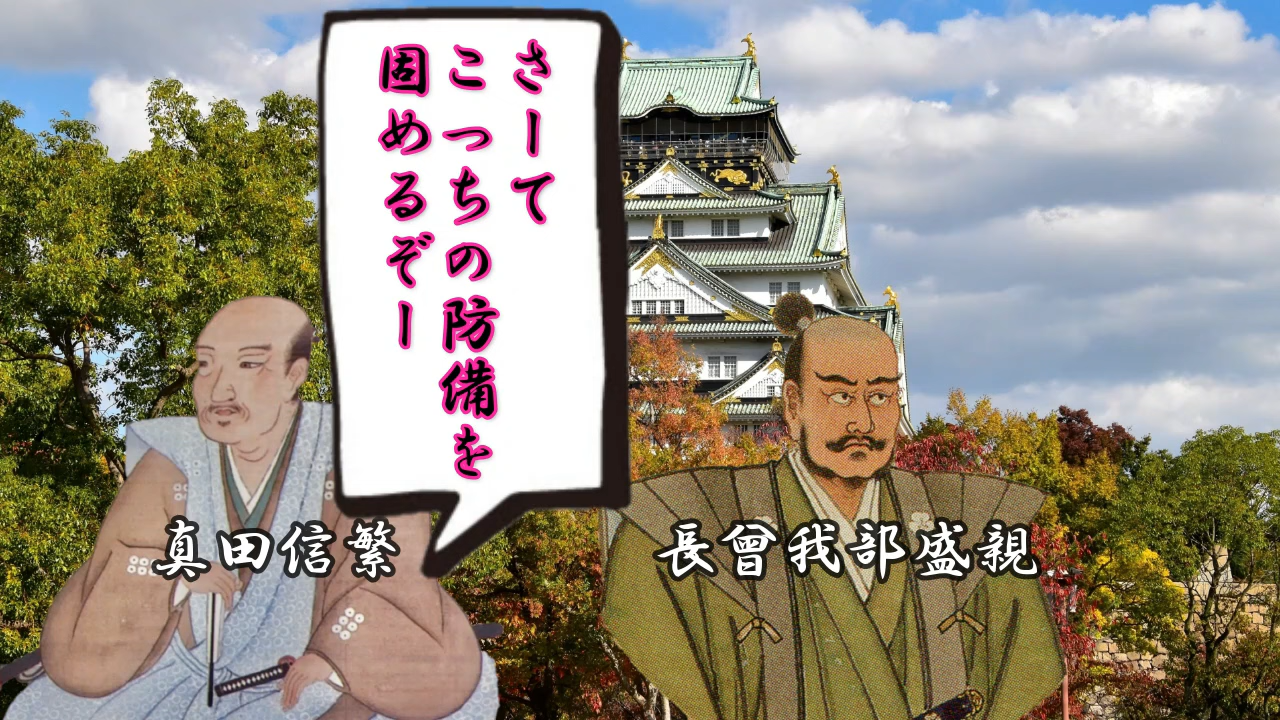 さーて
こっちの防備を
固めるぞー
真田信繁
長曾我部盛親